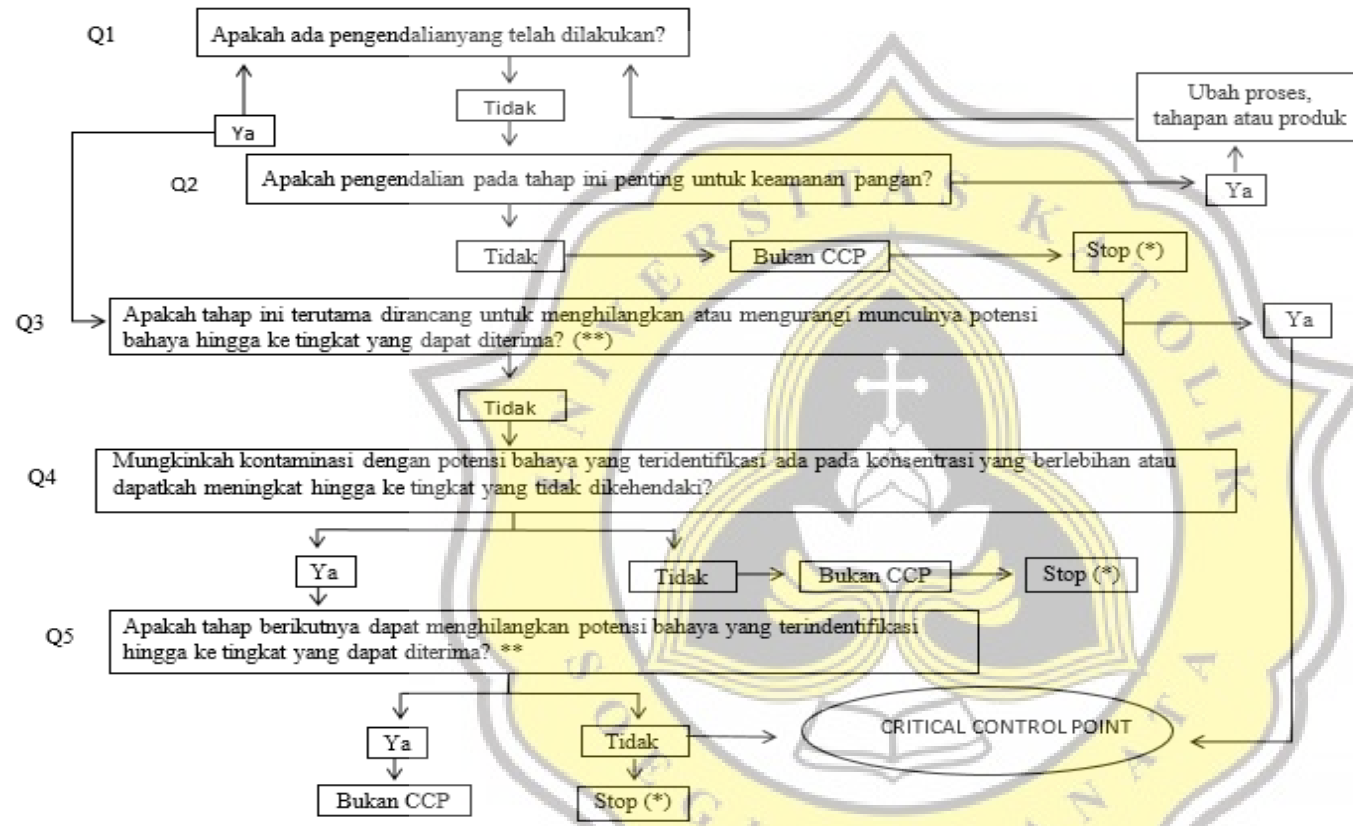 Q1
Apakah ada pengendalianyang telah dilakukan?
Ubah proses,
tahapan atau produk
Tidak
Ya
Q2
Apakah pengendalian pada tahap ini penting untuk keamanan pangan?
Ya
Tidak
Bukan CCP
Stop (*)
Q3
Apakah tahap ini terutama dirancang untuk menghilangkan atau mengurangi munculnya potensi
bahaya hingga ke tingkat yang dapat diterima? (**)
Ya
Tidak
Q4
Mungkinkah kontaminasi dengan potensi bahaya yang teridentifikasi ada pada konsentrasi yang berlebihan atau
dapatkah meningkat hingga ke tingkat yang tidak dikehendaki?
Ya
Tidak
Bukan CCP
Stop (*)
Q5
Apakah tahap berikutnya dapat menghilangkan potensi bahaya yang terindentifikasi
hingga ke tingkat yang dapat diterima? **
Ya
Tidak
CRITICAL CONTROL POINT
Bukan CCP
Stop (*)
UNIVERSITAS KATOLIK